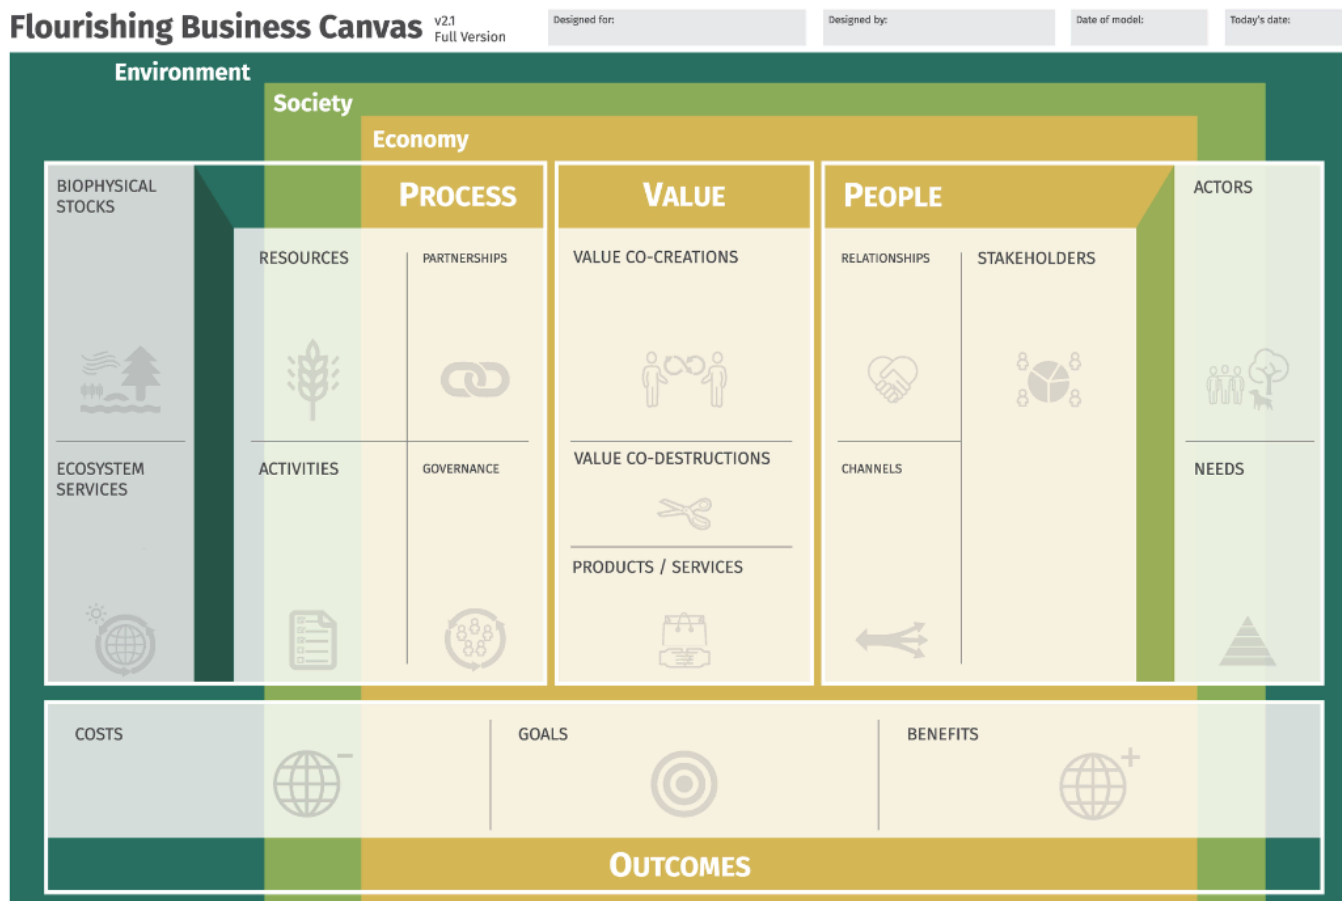 Flourishing Business Canvas
v2.1
Full Version
Designed for:
Designed by:
Date of model:
Today's date:
Environment
Society
Economy
PROCESS
VALUE
PEOPLE
BIOPHYSICAL
STOCKS
RESOURCES
PARTNERSHIPS
VALUE CO-CREATIONS
RELATIONSHIPS
STAKEHOLDERS
ACTORS
ECOSYSTEM
SERVICES
ACTIVITIES
GOVERNANCE
VALUE CO-DESTRUCTIONS
PRODUCTS / SERVICES
CHANNELS
NEEDS
COSTS
GOALS
BENEFITS
OUTCOMES